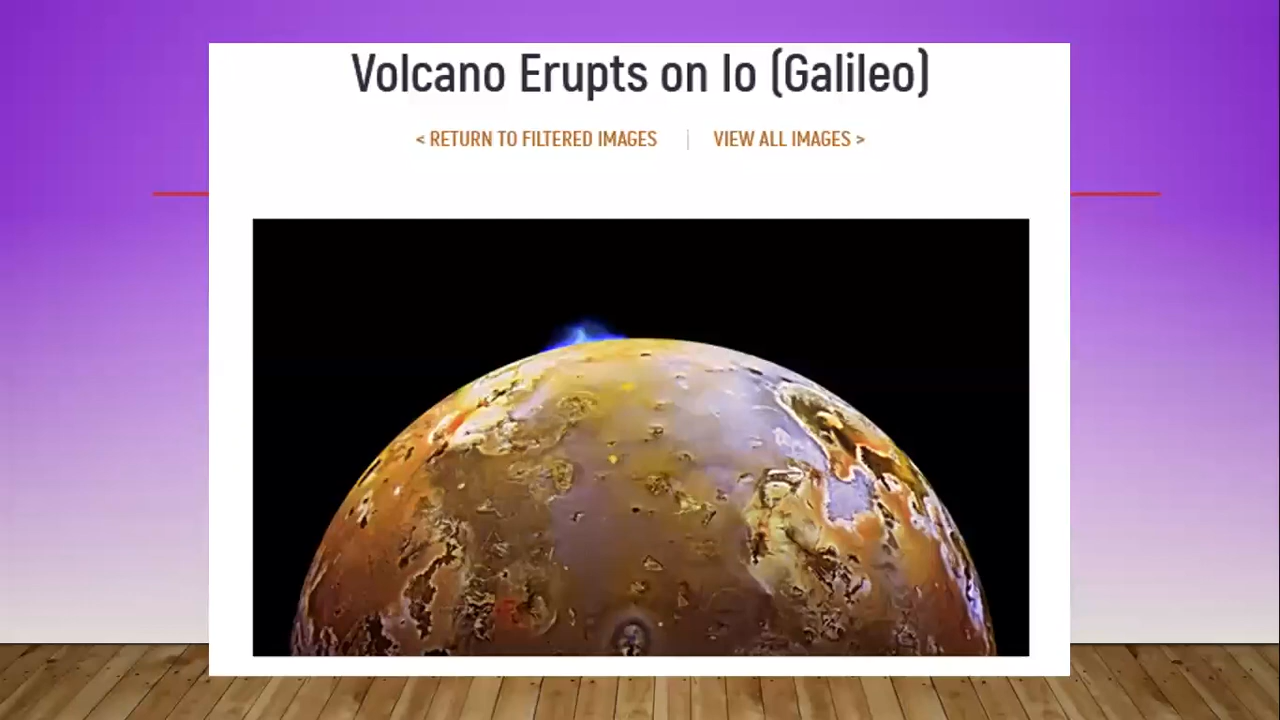 Volcano Erupts on Io (Galileo)
< RETURN TO FILTERED IMAGES | VIEW ALL IMAGES >